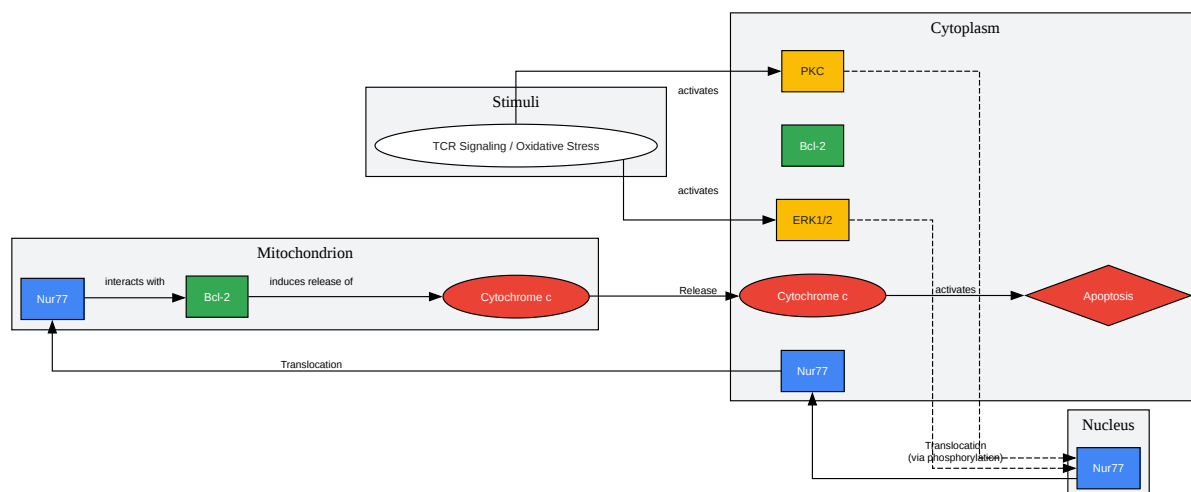 Cytoplasm
PKC
activates
Stimuli
TCR Signaling / Oxidative Stress
Bcl-2
activates
ERK1/2
Mitochondrion
Nur77
interacts with
Bcl-2
induces release of
Cytochrome c
Release
Cytochrome c
activates
Apoptosis
Translocation
Nur77
Nucleus
Translocation
(via phosphorylation)
Nur77